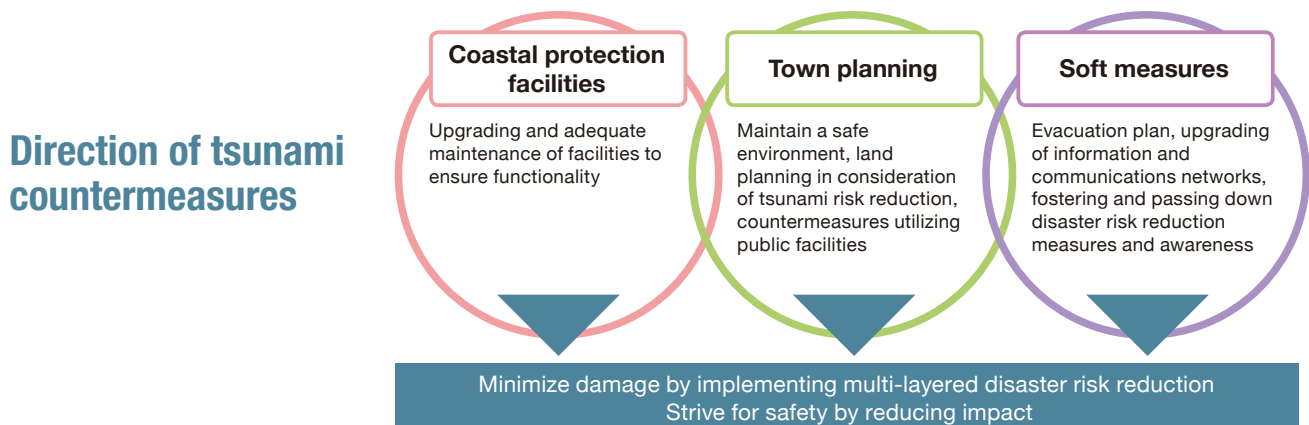 Direction of tsunami
countermeasures
Coastal protection
facilities
Upgrading and adequate
maintenance of facilities to
ensure functionality
Town planning
Maintain a safe
environment, land
planning in consideration
of tsunami risk reduction,
countermeasures utilizing
public facilities
Soft measures
Evacuation plan, upgrading
of information and
communications networks,
fostering and passing down
disaster risk reduction
measures and awareness
Minimize damage by implementing multi-layered disaster risk reduction
Strive for safety by reducing impact